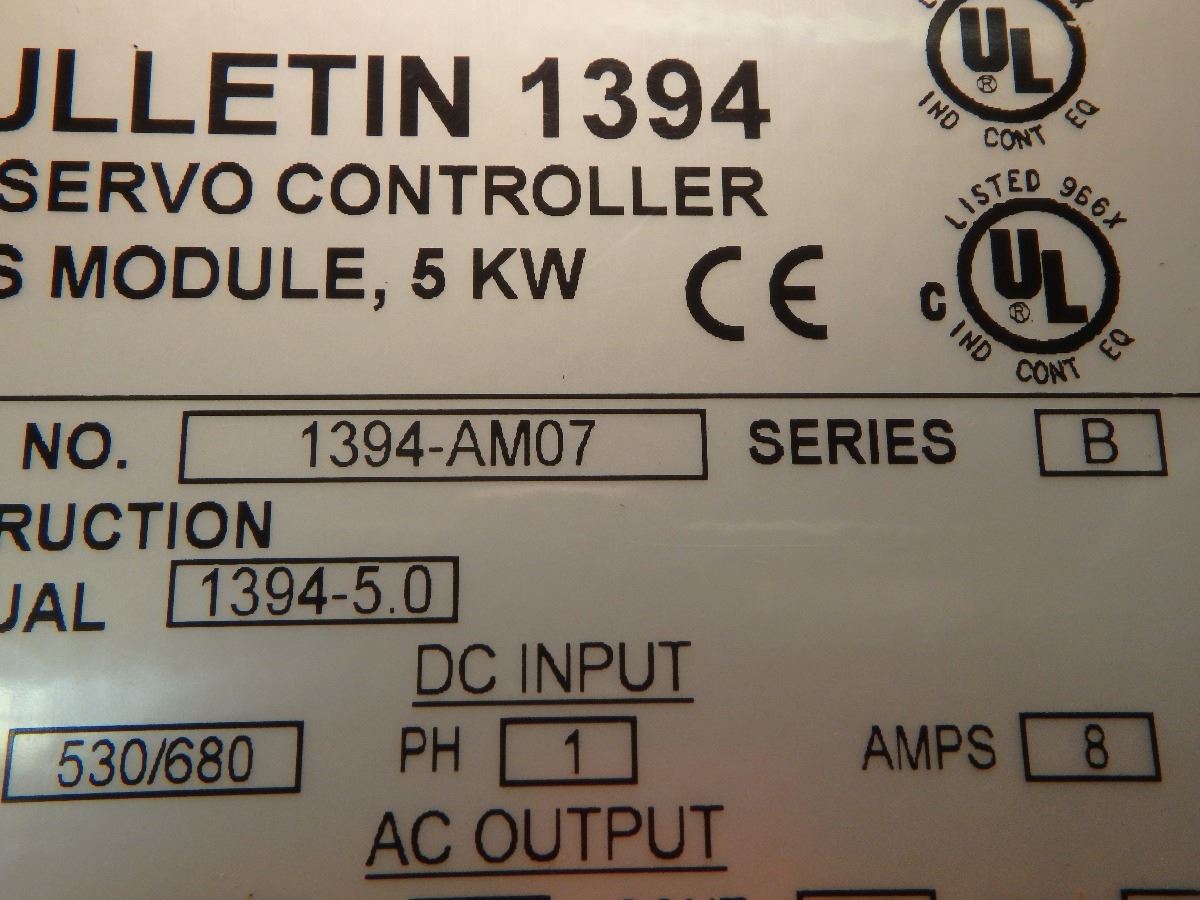 ULLETIN 1394
SERVO CONTROLLER
S MODULE, 5 KW
CE
UL
®
IND CONT EQ
LISTED 966X
C UL
®
IND CONT EQ
NO. 1394-AM07 SERIES B
RUCTION
UAL 1394-5.0
DC INPUT
530/680 PH 1 AMPS 8
AC OUTPUT